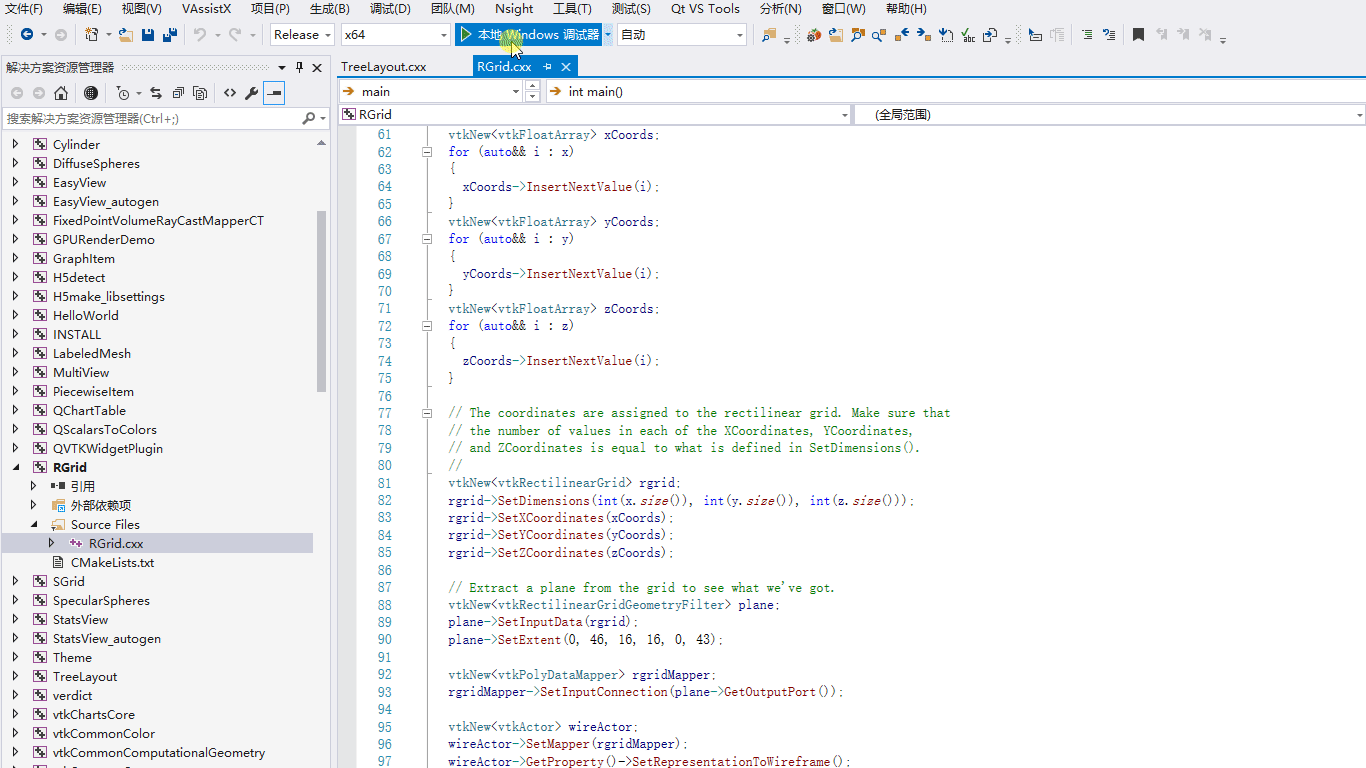 文件(F) 编辑(E) 视图(V) VAssistX 项目(P) 生成(B) 调试(D) 团队(M) Nsight 工具(T) 测试(S) Qt VS Tools 分析(N) 窗口(W) 帮助(H)
Release x64 本地 Windows 调试器 自动
解决方案资源管理器
搜索解决方案资源管理器(Ctrl+;)
Cylinder
DiffuseSpheres
EasyView
EasyView_autogen
FixedPointVolumeRayCastMapperCT
GPURenderDemo
GraphItem
H5detect
H5make_libsettings
HelloWorld
INSTALL
LabeledMesh
MultiView
PiecewiseItem
QChartTable
QScalarsToColors
QVTKWidgetPlugin
RGrid
引用
外部依赖项
Source Files
RGrid.cxx
CMakeLists.txt
SGrid
SpecularSpheres
StatsView
StatsView_autogen
Theme
TreeLayout
verdict
vtkChartsCore
vtkCommonColor
vtkCommonComputationalGeometry
TreeLayout.cxx RGrid.cxx
main int main()
RGrid (全局范围)
61 vtkNew<vtkFloatArray> xCoords;
62 for (auto&& i : x)
63 {
64 xCoords->InsertNextValue(i);
65 }
66 vtkNew<vtkFloatArray> yCoords;
67 for (auto&& i : y)
68 {
69 yCoords->InsertNextValue(i);
70 }
71 vtkNew<vtkFloatArray> zCoords;
72 for (auto&& i : z)
73 {
74 zCoords->InsertNextValue(i);
75 }
76
77 // The coordinates are assigned to the rectilinear grid. Make sure that
78 // the number of values in each of the XCoordinates, YCoordinates,
79 // and ZCoordinates is equal to what is defined in SetDimensions().
80 //
81 vtkNew<vtkRectilinearGrid> rgrid;
82 rgrid->SetDimensions(int(x.size()), int(y.size()), int(z.size()));
83 rgrid->SetXCoordinates(xCoords);
84 rgrid->SetYCoordinates(yCoords);
85 rgrid->SetZCoordinates(zCoords);
86
87 // Extract a plane from the grid to see what we've got.
88 vtkNew<vtkRectilinearGridGeometryFilter> plane;
89 plane->SetInputData(rgrid);
90 plane->SetExtent(0, 46, 16, 16, 0, 43);
91
92 vtkNew<vtkPolyDataMapper> rgridMapper;
93 rgridMapper->SetInputConnection(plane->GetOutputPort());
94
95 vtkNew<vtkActor> wireActor;
96 wireActor->SetMapper(rgridMapper);
97 wireActor->GetProperty()->SetRepresentationToWireframe();